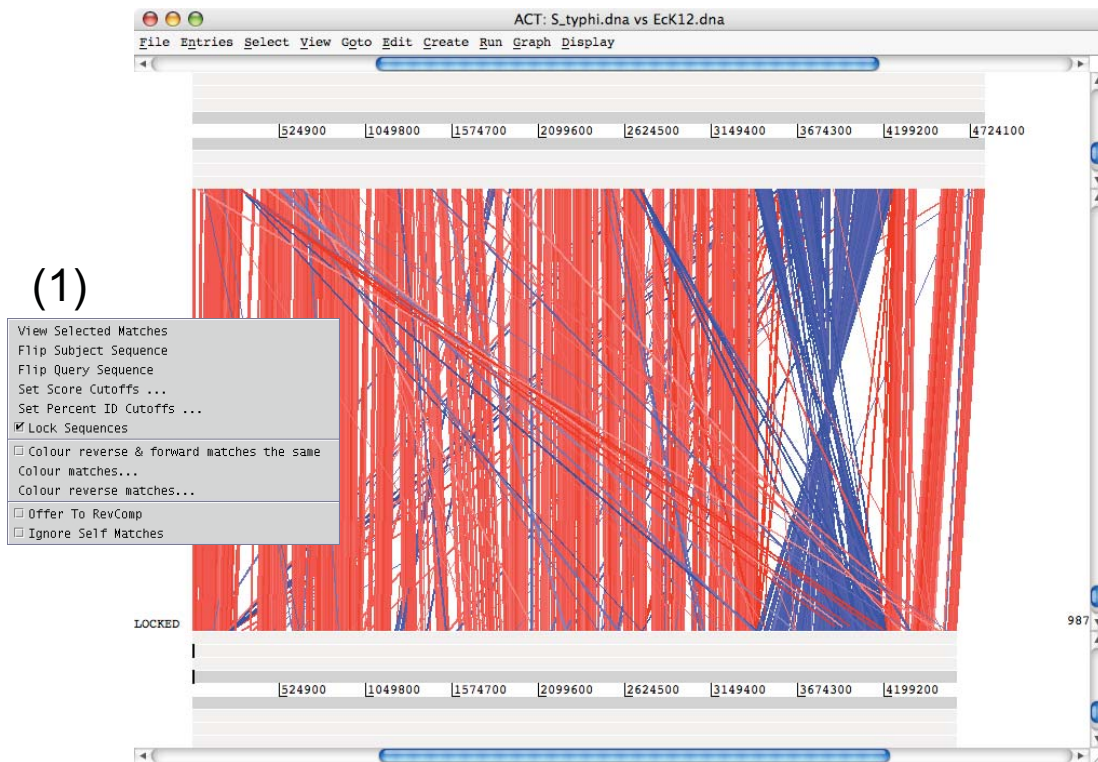 ACT: S_typhi.dna vs EcK12.dna
File Entries Select View Goto Edit Create Run Graph Display
524900 1049800 1574700 2099600 2624500 3149400 3674300 4199200 4724100
(1)
View Selected Matches
Flip Subject Sequence
Flip Query Sequence
Set Score Cutoffs ...
Set Percent ID Cutoffs ...
Lock Sequences
Colour reverse & forward matches the same
Colour matches...
Colour reverse matches...
Offer To RevComp
Ignore Self Matches
LOCKED 987
524900 1049800 1574700 2099600 2624500 3149400 3674300 4199200